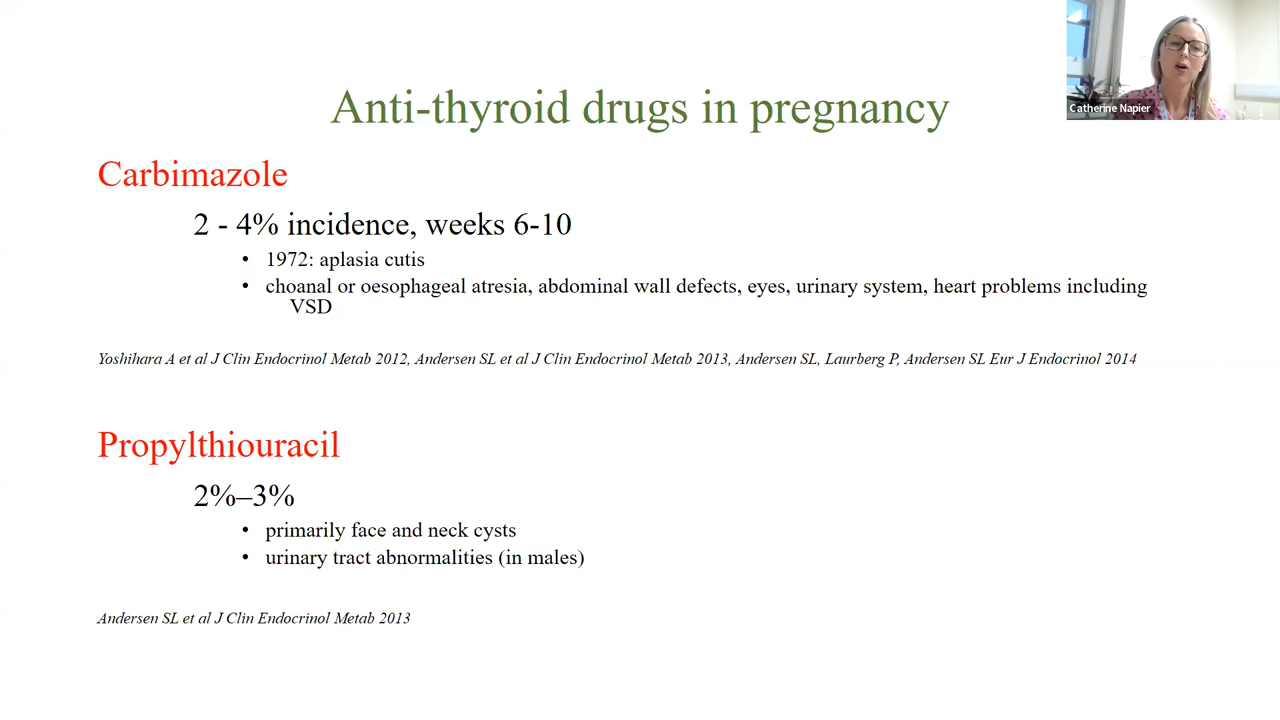 Anti-thyroid drugs in pregnancy
Catherine Napier
Carbimazole
2 - 4% incidence, weeks 6-10
• 1972: aplasia cutis
• choanal or oesophageal atresia, abdominal wall defects, eyes, urinary system, heart problems including
VSD
Yoshihara A et al J Clin Endocrinol Metab 2012, Andersen SL et al J Clin Endocrinol Metab 2013, Andersen SL, Laurberg P, Andersen SL Eur J Endocrinol 2014
Propylthiouracil
2%–3%
• primarily face and neck cysts
• urinary tract abnormalities (in males)
Andersen SL et al J Clin Endocrinol Metab 2013